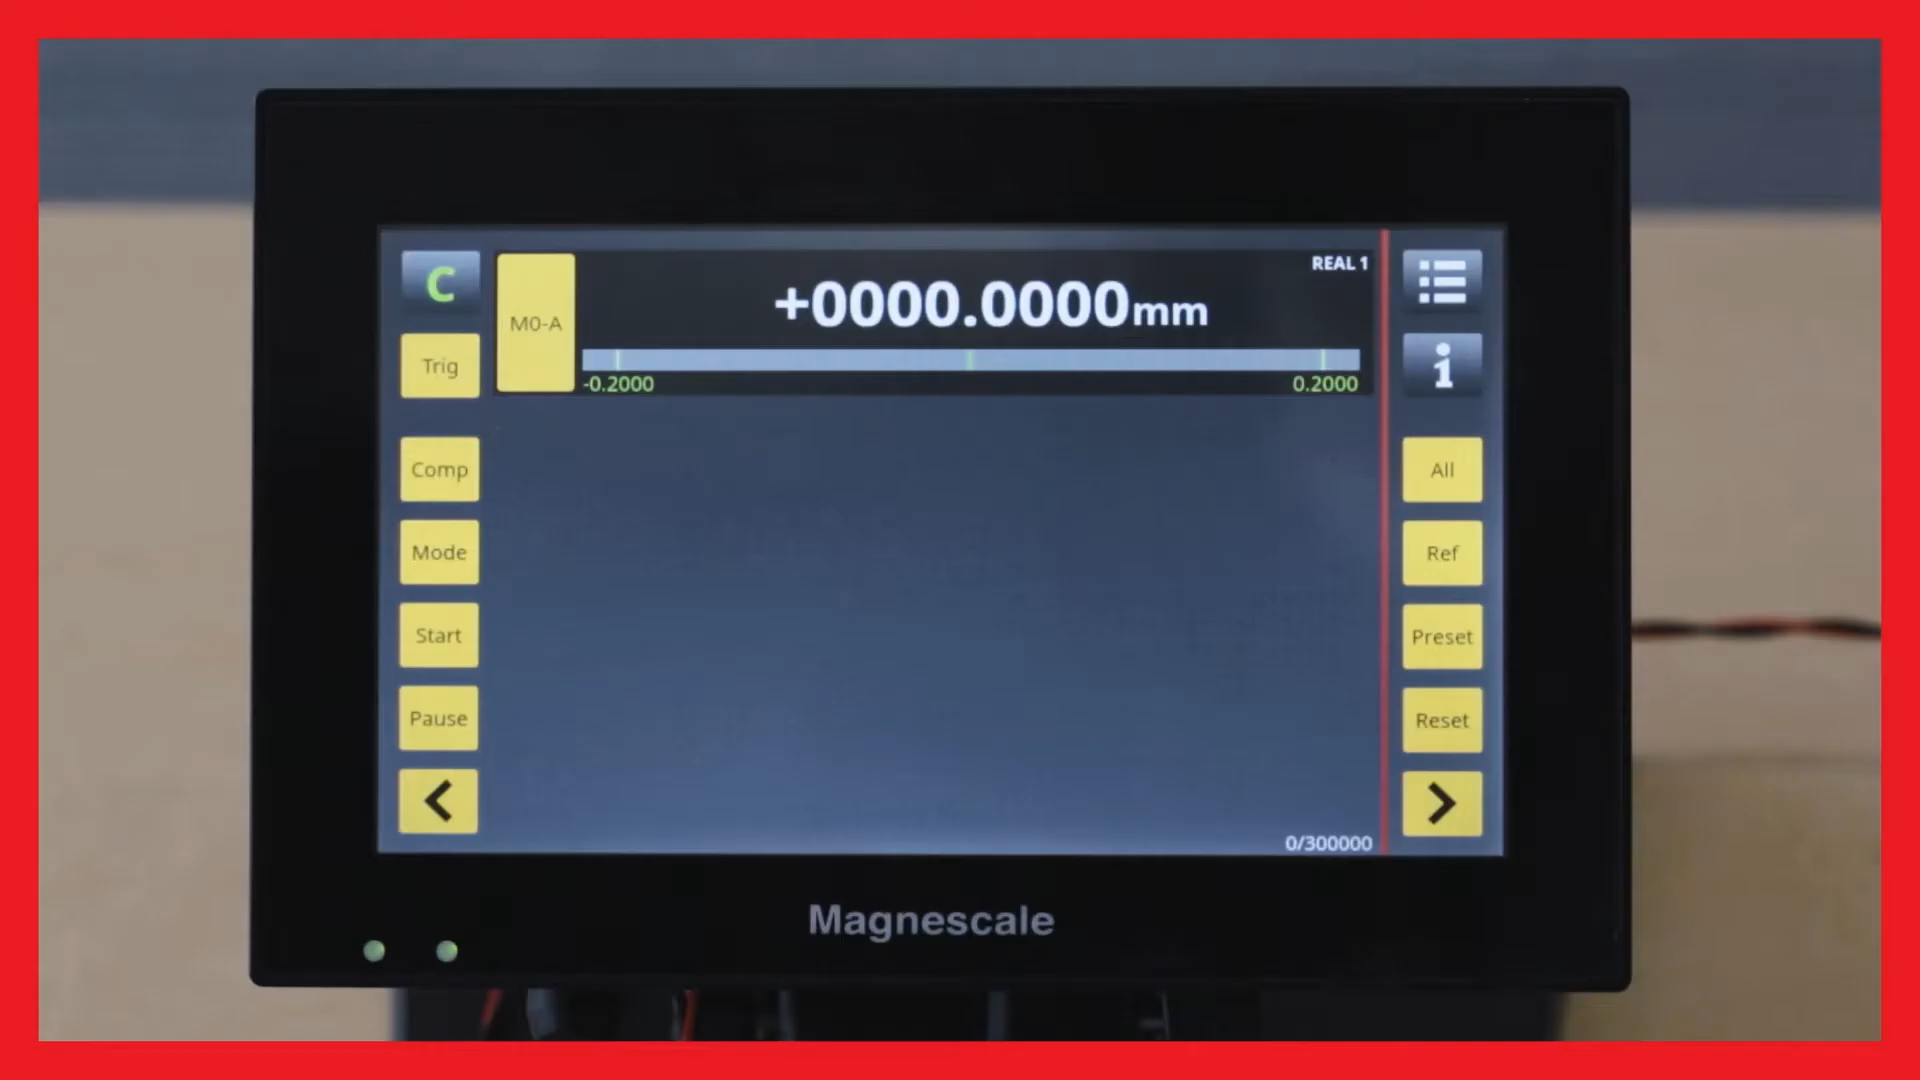 C
M0-A
REAL 1
+0000.0000mm
-0.2000
0.2000
Trig
Comp
Mode
Start
Pause
i
All
Ref
Preset
Reset
0/300000
Magnescale